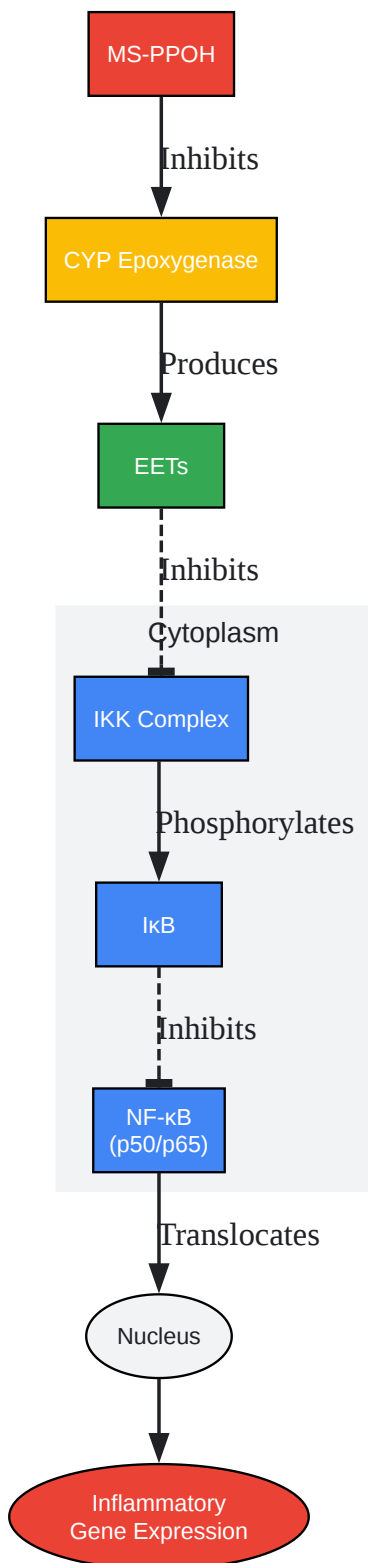 MS-PPOH
Inhibits
CYP Epoxygenase
Produces
EETs
Inhibits
Cytoplasm
IKK Complex
Phosphorylates
IκB
Inhibits
NF-κB
(p50/p65)
Translocates
Nucleus
Inflammatory
Gene Expression